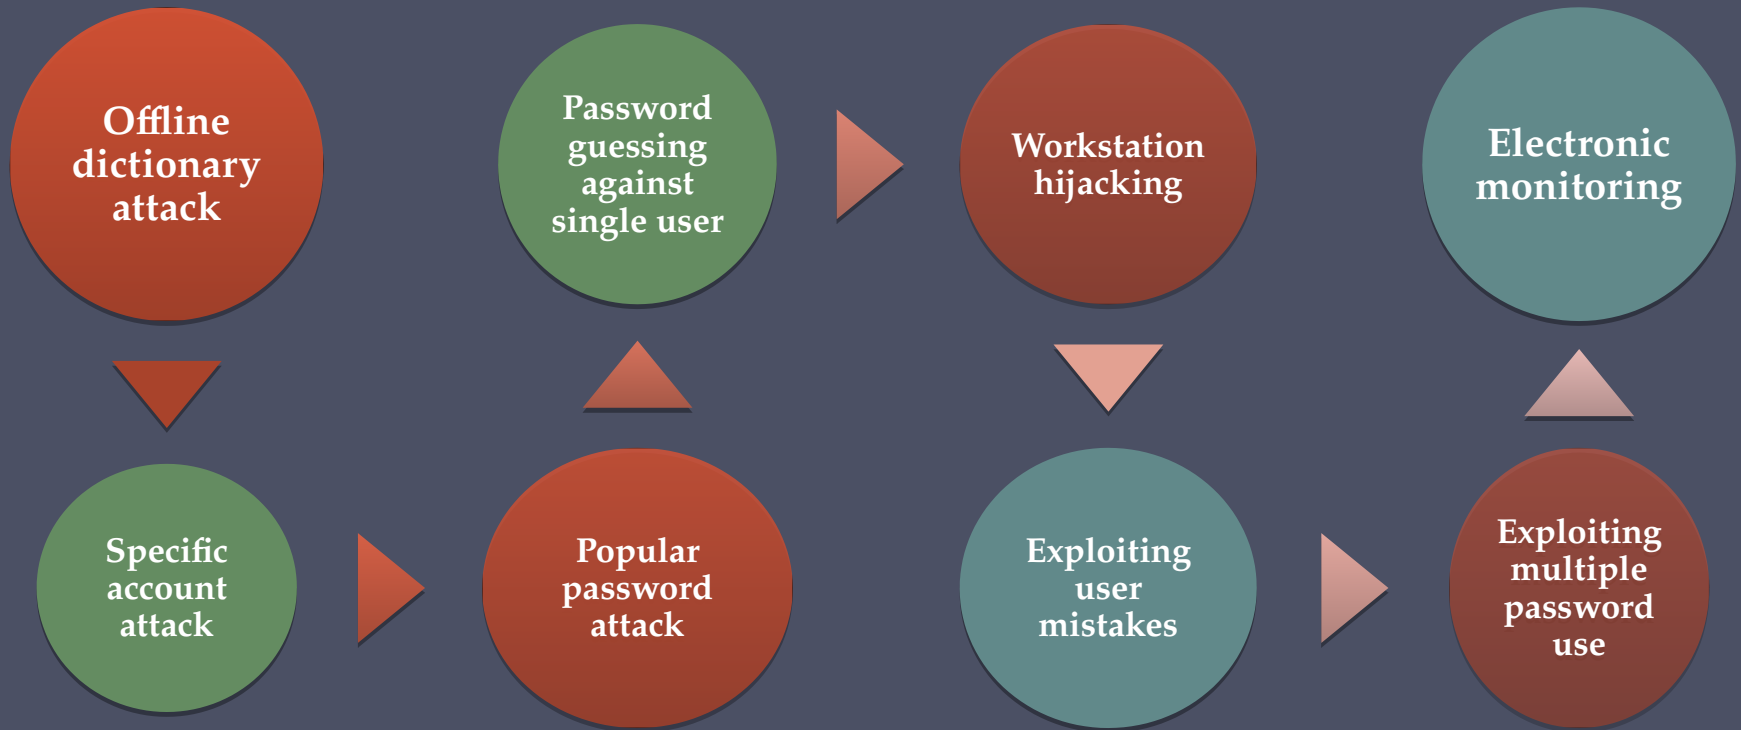 Offline
dictionary
attack
Specific
account
attack
Popular
password
attack
Password
guessing
against
single user
Workstation
hijacking
Exploiting
user
mistakes
Exploiting
multiple
password
use
Electronic
monitoring